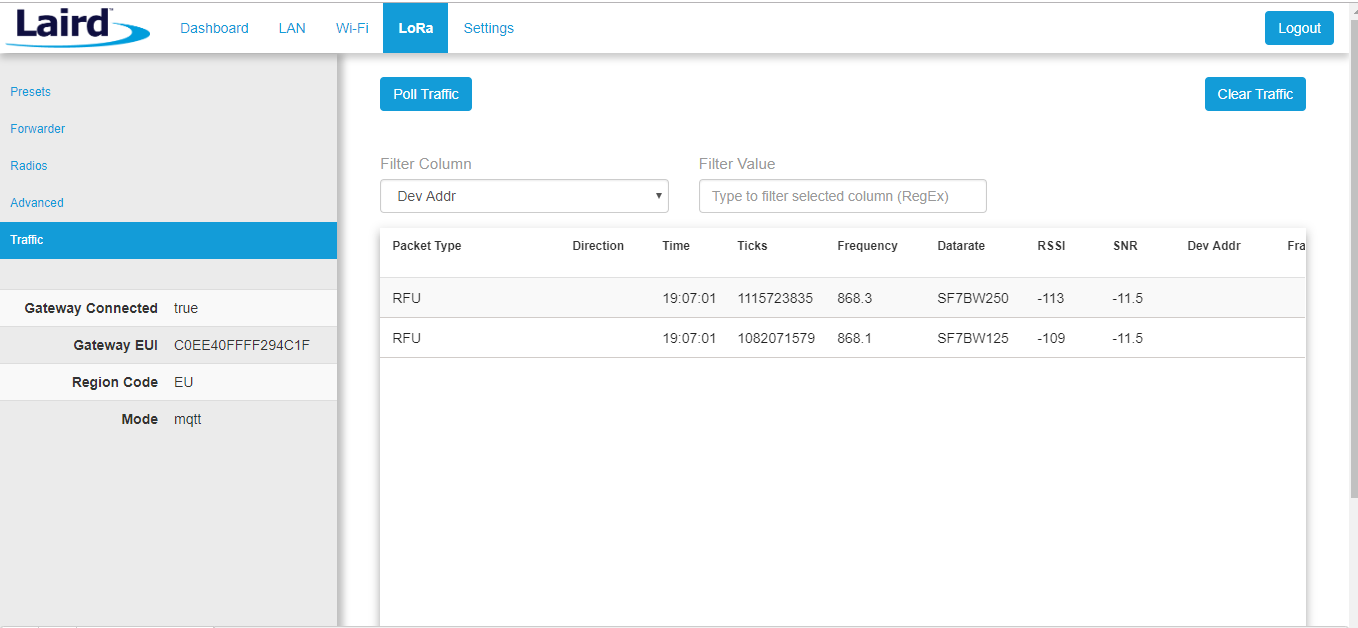 Laird™ Dashboard LAN Wi-Fi LoRa Settings Logout
Presets
Forwarder
Radios
Advanced
Traffic
Gateway Connected true
Gateway EUI C0EE40FFFF294C1F
Region Code EU
Mode mqtt
Poll Traffic Clear Traffic
Filter Column Filter Value
Dev Addr Type to filter selected column (RegEx)
Packet Type Direction Time Ticks Frequency Datarate RSSI SNR Dev Addr Fra
RFU 19:07:01 1115723835 868.3 SF7BW250 -113 -11.5
RFU 19:07:01 1082071579 868.1 SF7BW125 -109 -11.5